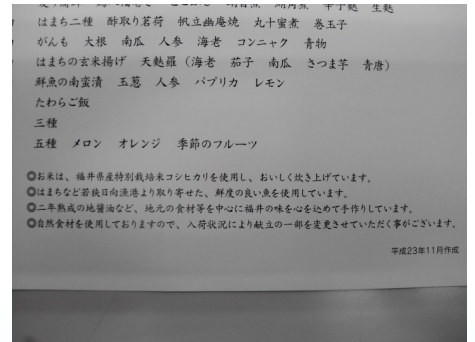 はまち二種 酢取り茗荷 帆立幽庵焼 丸十蜜煮 巻玉子
がんも 大根 南瓜 人参 海老 コンニャク 青物
はまちの玄米揚げ 天麩羅(海老 茄子 南瓜 さつま芋 青唐)
鮮魚の南蛮漬 玉葱 人参 パプリカ レモン
たわらご飯
三種
五種 メロン オレンジ 季節のフルーツ
◎お米は、福井県産特別栽培米コシヒカリを使用し、おいしく炊き上げています。
◎はまちなど若狭日向漁港より取り寄せた、鮮度の良い魚を使用しています。
◎二年熟成の地醤油など、地元の食材等を中心に福井の味を心を込めて手作りしています。
◎自然食材を使用しておりますので、入荷状況により献立の一部を変更させていただく事がございます。
平成23年11月作成